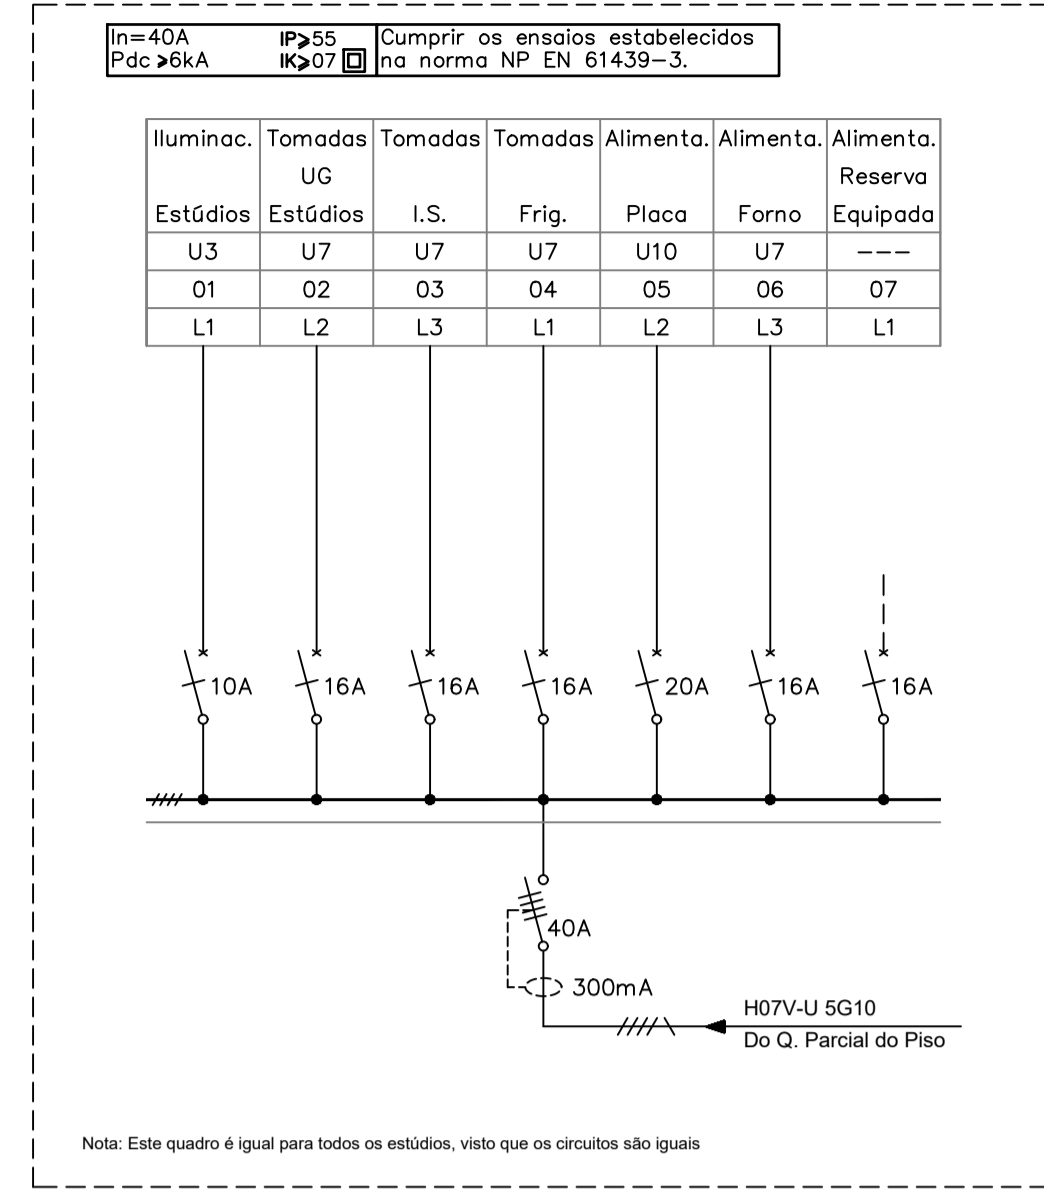 In=40A IP⩾55 Cumprir os ensaios estabelecidos
Pdc ⩾6kA IK⩾07 na norma NP EN 61439-3.
Iluminac. Tomadas Tomadas Tomadas Alimenta. Alimenta. Alimenta.
UG Reserva
Estúdios Estúdios I.S. Frig. Placa Forno Equipada
U3 U7 U7 U7 U10 U7 ---
01 02 03 04 05 06 07
L1 L2 L3 L1 L2 L3 L1
10A 16A 16A 16A 20A 16A 16A
40A
300mA
H07V-U 5G10
Do Q. Parcial do Piso
Nota: Este quadro é igual para todos os estúdios, visto que os circuitos são iguais